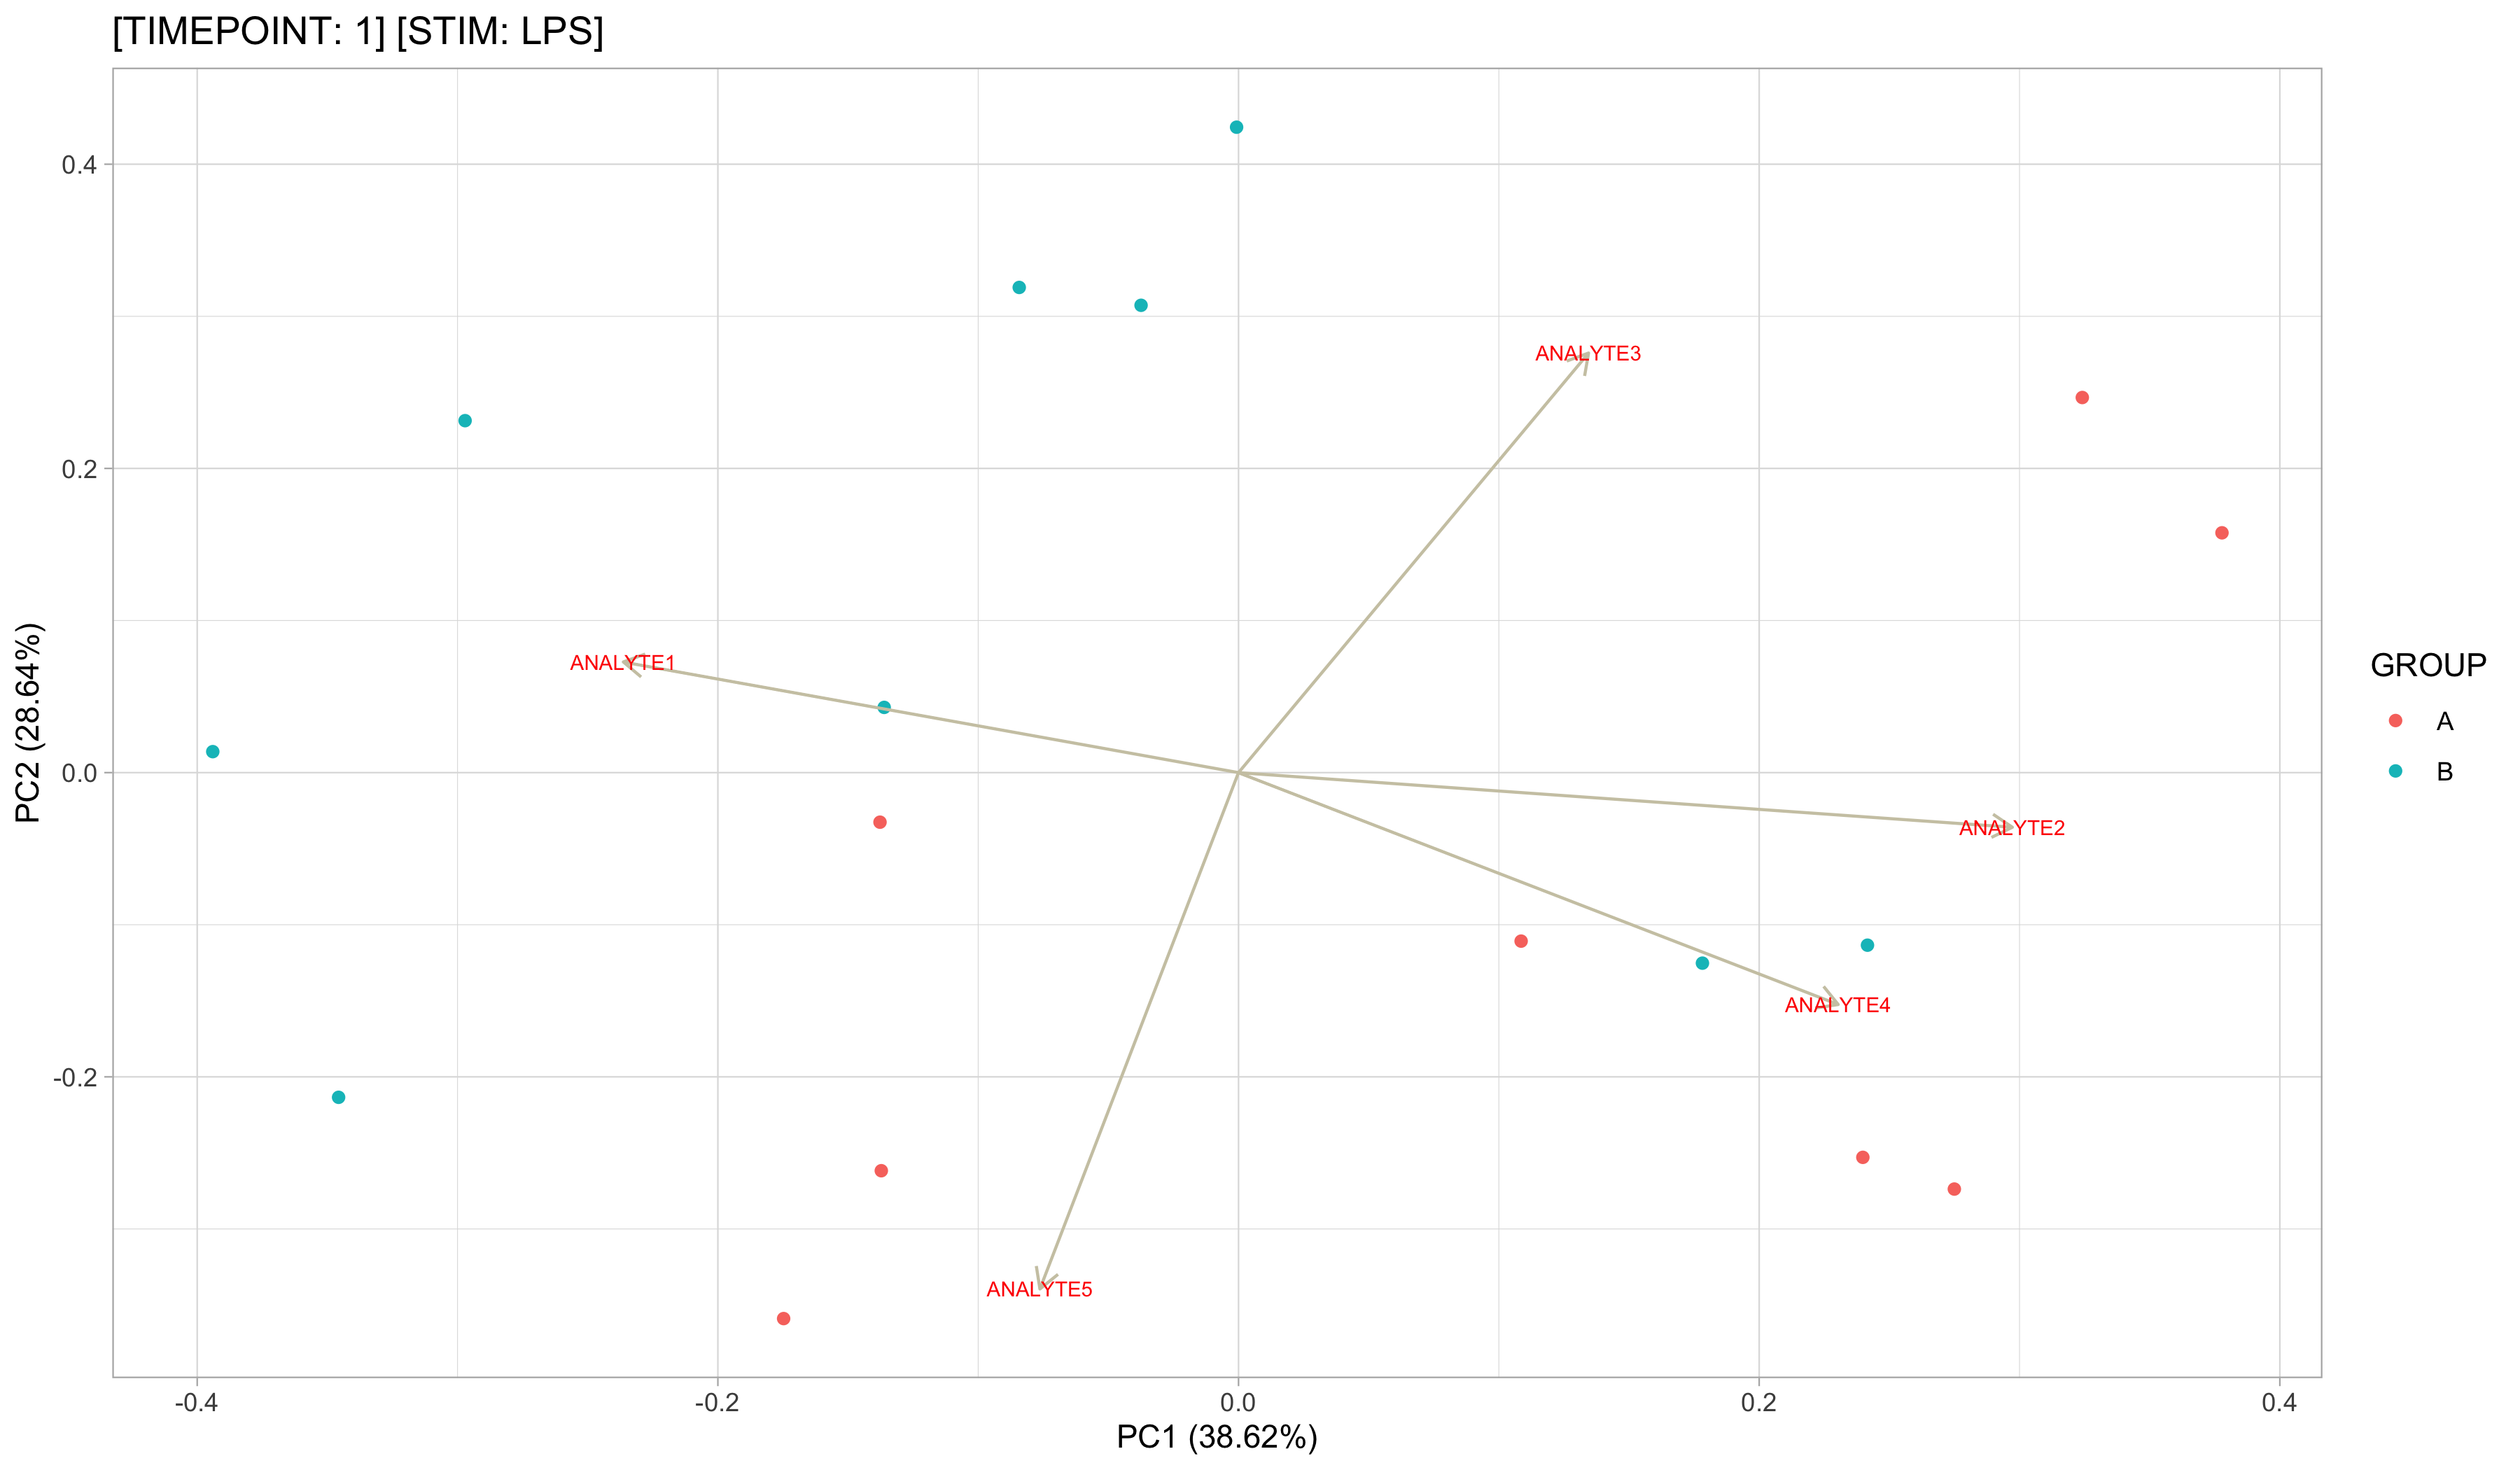 [TIMEPOINT: 1] [STIM: LPS]
0.4
0.2
0.0
-0.2
PC2 (28.64%)
ANALYTE3
ANALYTE1
ANALYTE2
ANALYTE4
ANALYTE5
GROUP
A
B
-0.4
-0.2
0.0
0.2
0.4
PC1 (38.62%)